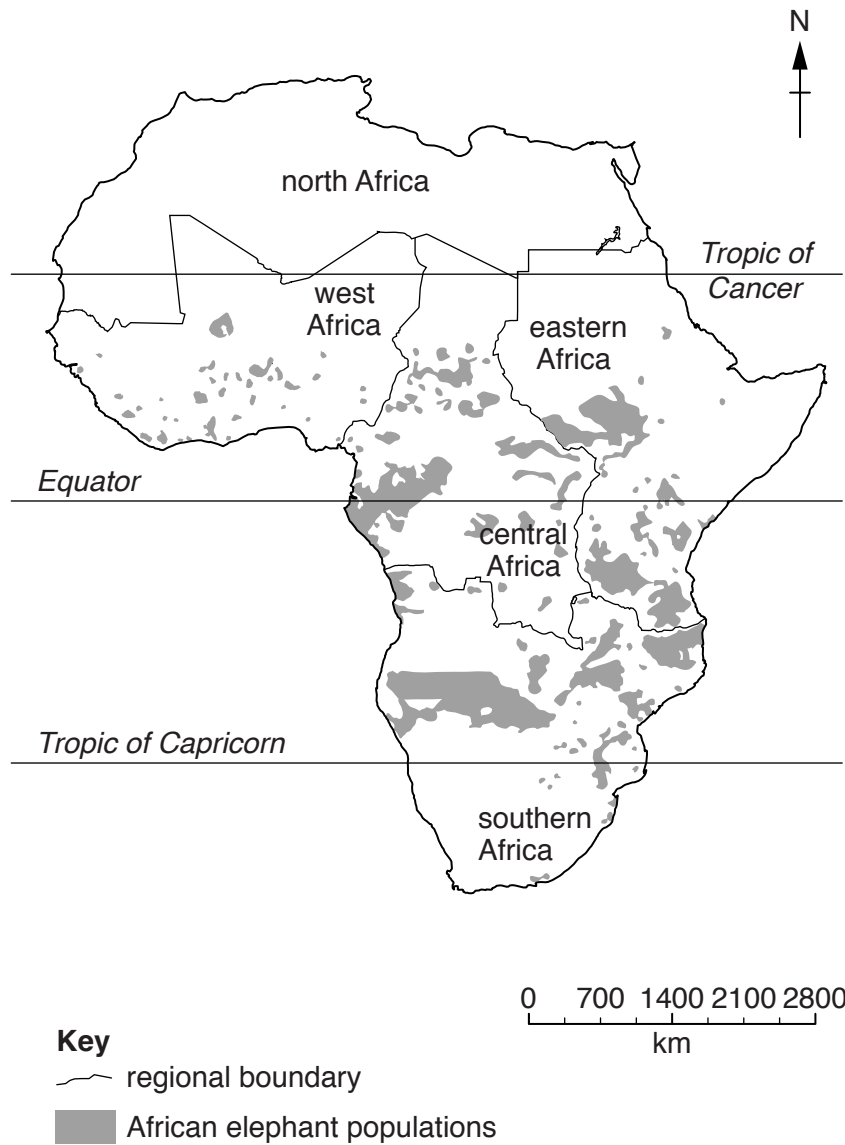 N
north Africa
Tropic of
Cancer
west
Africa
eastern
Africa
Equator
central
Africa
Tropic of Capricorn
southern
Africa
0 700 1400 2100 2800
km
Key
regional boundary
African elephant populations